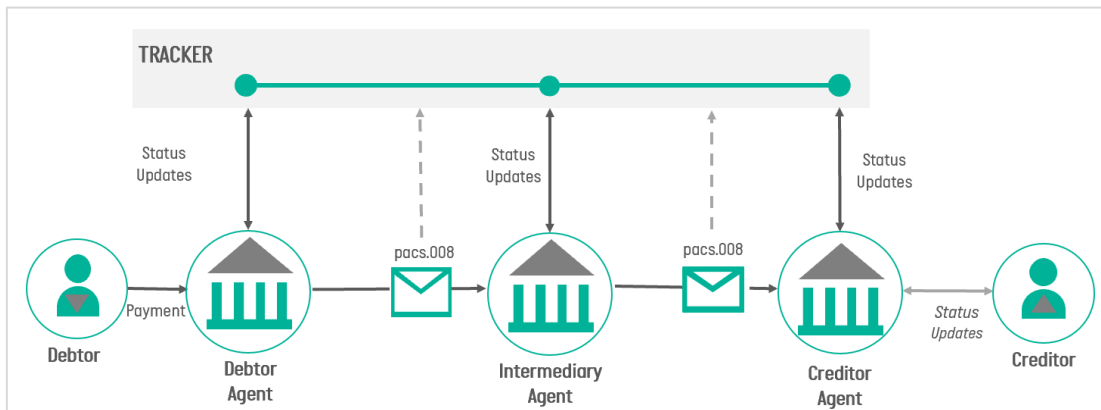 TRACKER
Status
Updates
Status
Updates
Status
Updates
pacs.008
pacs.008
Payment
Status
Updates
Debtor
Debtor
Agent
Intermediary
Agent
Creditor
Agent
Creditor